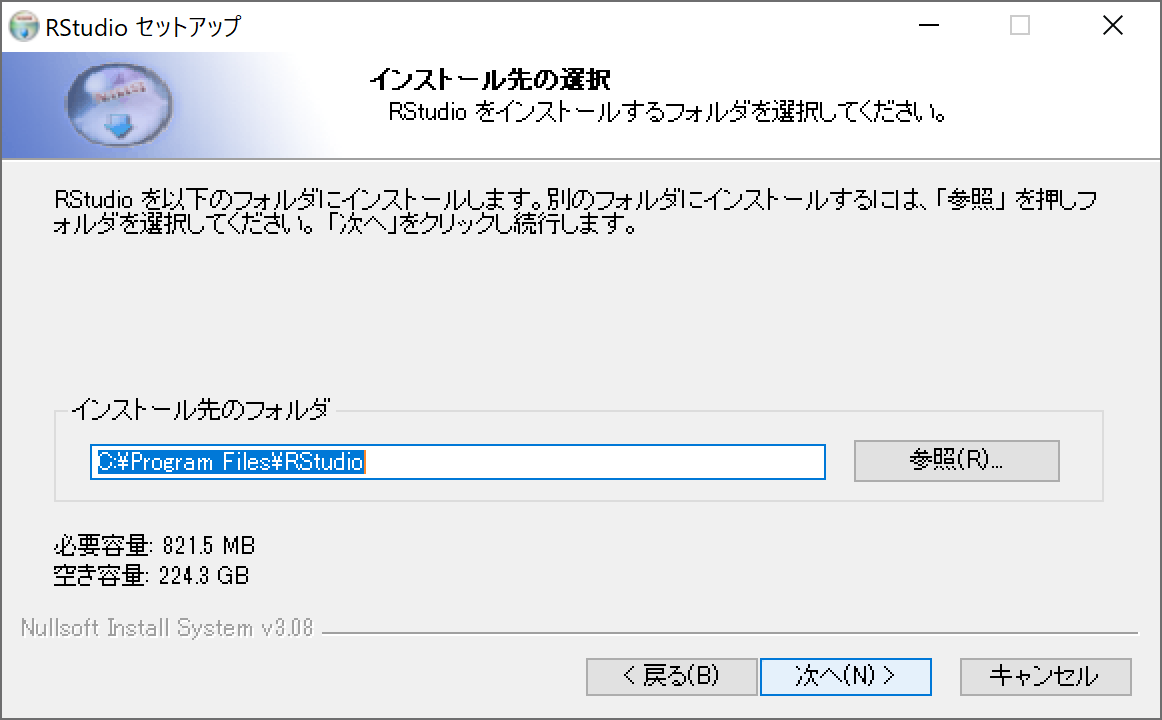 RStudio セットアップ
インストール先の選択
RStudio をインストールするフォルダを選択してください。
RStudio を以下のフォルダにインストールします。別のフォルダにインストールするには、「参照」 を押しフ
ォルダを選択してください。 「次へ」をクリックし続行します。
インストール先のフォルダ
C:¥Program Files¥RStudio
参照(R)...
必要容量: 821.5 MB
空き容量: 224.3 GB
Nullsoft Install System v3.08
< 戻る(B)
次へ(N) >
キャンセル